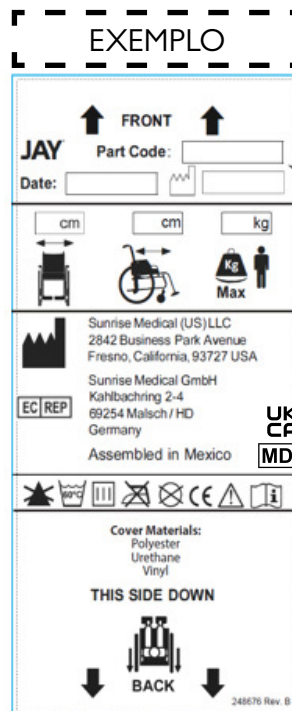 EXEMPLO
FRONT
JAY
Part Code:
Date:
cm cm kg
Kg
Max
Sunrise Medical (US)LLC
2842 Business Park Avenue
Fresno, California, 93727 USA
Sunrise Medical GmbH
Kahlbachring 2-4
EC REP
69254 Malsch / HD
Germany
UK
CA
Assembled in Mexico
MD
60°C
CE
i
Cover Materials:
Polyester
Urethane
Vinyl
THIS SIDE DOWN
BACK
248676 Rev. B